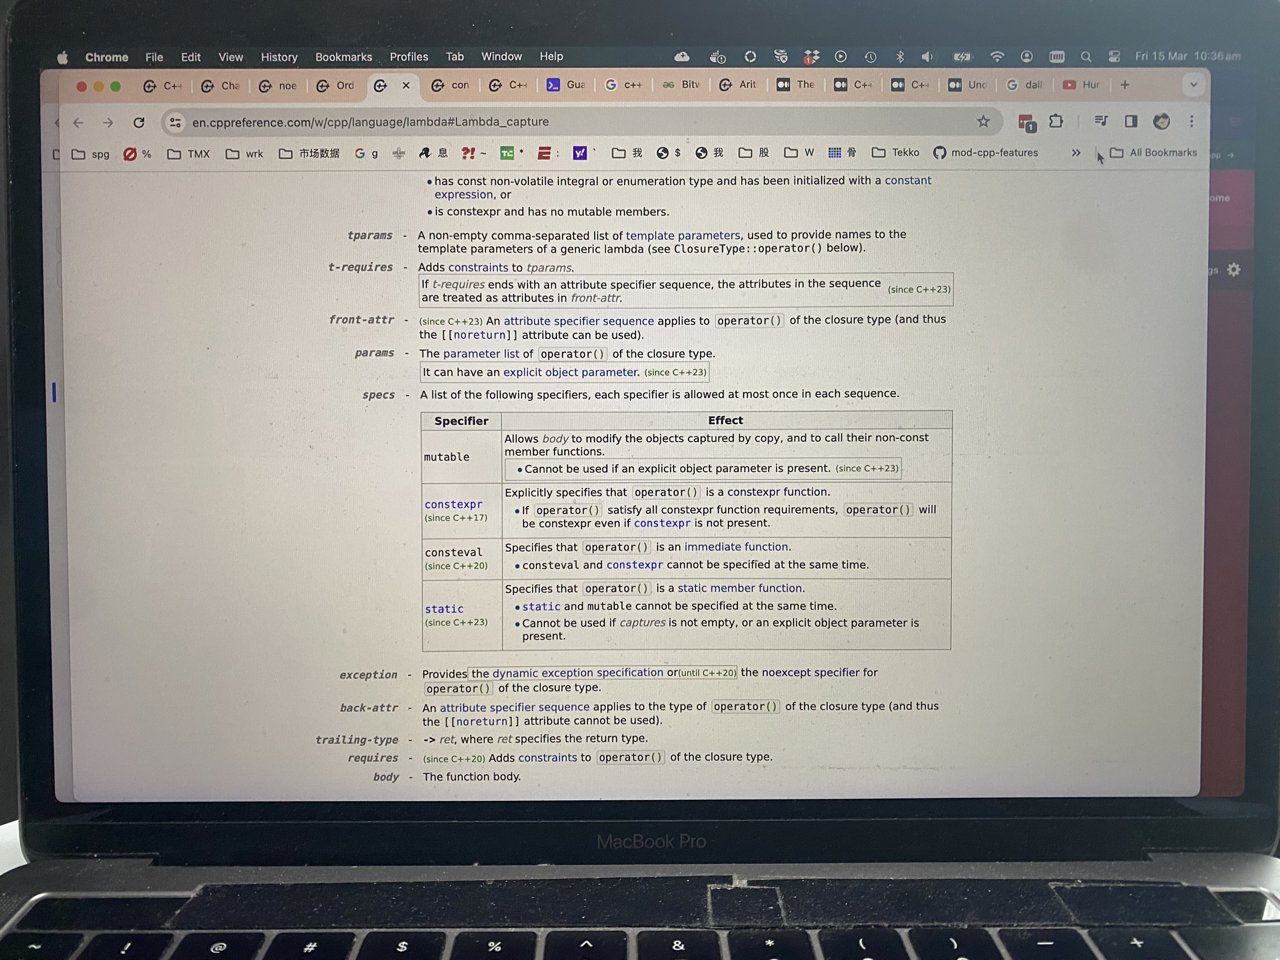 Chrome File Edit View History Bookmarks Profiles Tab Window Help Fri 15 Mar 10:36 am
C++ Cha noe Ord con C++ Gua c++ Bitv Arit The C++ C++ Unc dail Hur
en.cppreference.com/w/cpp/language/lambda#Lambda_capture
spg % TMX wrk 市场数据 g 息 ?! ~ TC * : y! ` 我 $ 我 股 W 骨 Tekko mod-cpp-features » All Bookmarks
• has const non-volatile integral or enumeration type and has been initialized with a constant
expression, or
• is constexpr and has no mutable members.
tparams - A non-empty comma-separated list of template parameters, used to provide names to the
template parameters of a generic lambda (see ClosureType::operator() below).
t-requires - Adds constraints to tparams.
If t-requires ends with an attribute specifier sequence, the attributes in the sequence (since C++23)
are treated as attributes in front-attr.
front-attr - (since C++23) An attribute specifier sequence applies to operator() of the closure type (and thus
the [[noreturn]] attribute can be used).
params - The parameter list of operator() of the closure type.
It can have an explicit object parameter. (since C++23)
specs - A list of the following specifiers, each specifier is allowed at most once in each sequence.
Specifier Effect
mutable Allows body to modify the objects captured by copy, and to call their non-const
member functions.
• Cannot be used if an explicit object parameter is present. (since C++23)
constexpr Explicitly specifies that operator() is a constexpr function.
(since C++17) • If operator() satisfy all constexpr function requirements, operator() will
be constexpr even if constexpr is not present.
consteval Specifies that operator() is an immediate function.
(since C++20) • consteval and constexpr cannot be specified at the same time.
static Specifies that operator() is a static member function.
(since C++23) • static and mutable cannot be specified at the same time.
• Cannot be used if captures is not empty, or an explicit object parameter is
present.
exception - Provides the dynamic exception specification or(until C++20) the noexcept specifier for
operator() of the closure type.
back-attr - An attribute specifier sequence applies to the type of operator() of the closure type (and thus
the [[noreturn]] attribute cannot be used).
trailing-type - -> ret, where ret specifies the return type.
requires - (since C++20) Adds constraints to operator() of the closure type.
body - The function body.
MacBook Pro
~ ! @ # $ % ^ & * ( ) — +